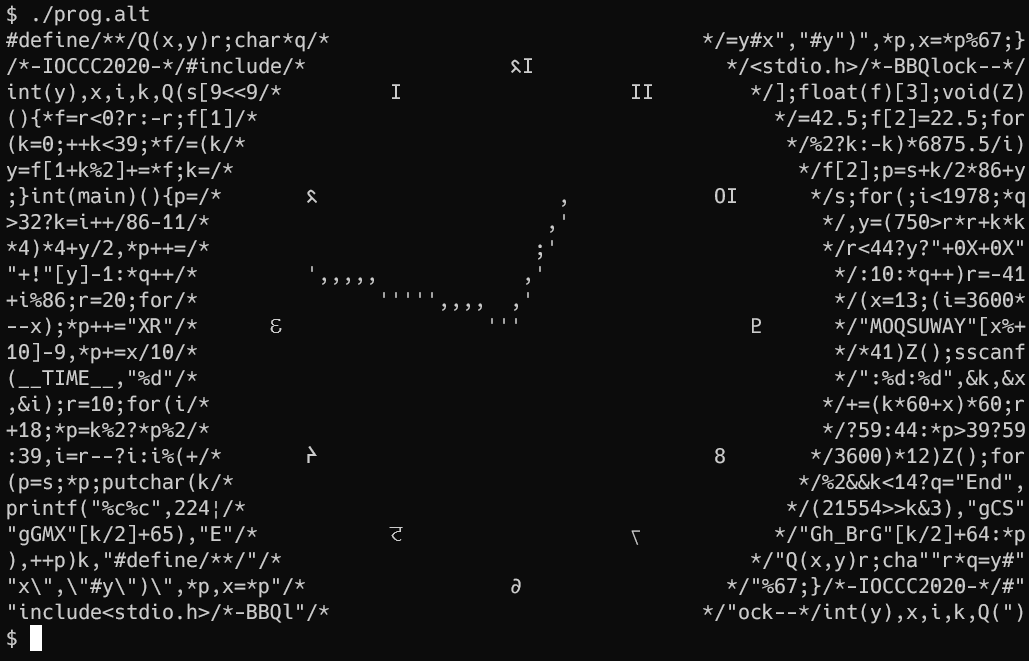 $ ./prog.alt
#define/**/Q(x,y)r;char*q/* */=y#x","#y")",*p,x=*p%67;}
/*-IOCCC2020-*/#include/* I */<stdio.h>/*-BBQlock--*/
int(y),x,i,k,Q(s[9<<9/* I II */];float(f)[3];void(Z)
(){*f=r<0?r:-r;f[1]/* */=42.5;f[2]=22.5;for
(k=0;++k<39;*f/=(k/* */%2?k:-k)*6875.5/i)
y=f[1+k%2]+=*f;k=/* */f[2];p=s+k/2*86+y
;}int(main)(){p=/* , OI */s;for(;i<1978;*q
>32?k=i++/86-11/* ,' */,y=(750>r*r+k*k
*4)*4+y/2,*p++=/* ;' */r<44?y?"+0X+0X"
"+!"[y]-1:*q++/* ',,,,, ,' */:10:*q++)r=-41
+i%86;r=20;for/* ''''',,,, ,' */(x=13;(i=3600*
--x);*p++="XR"/* Ɛ ''' */"MOQSUWAY"[x%+
10]-9,*p+=x/10/* */*41)Z();sscanf
(__TIME__,"%d"/* */":%d:%d",&k,&x
,&i);r=10;for(i/* */+=(k*60+x)*60;r
+18;*p=k%2?*p%2/* */?59:44:*p>39?59
:39,i=r--?i:i%(+/* 8 */3600)*12)Z();for
(p=s;*p;putchar(k/* */%2&&k<14?q="End",
printf("%c%c",224¦/* */(21554>>k&3),"gCS"
"gGMX"[k/2]+65),"E"/* */"Gh_BrG"[k/2]+64:*p
),++p)k,"#define/**/"/* */"Q(x,y)r;cha""r*q=y#"
"x\",\"#y\")\",*p,x=*p"/* ∂ */"%67;}/*-IOCCC2020-*/#"
"include<stdio.h>/*-BBQl"/* */"ock--*/int(y),x,i,k,Q(")
$